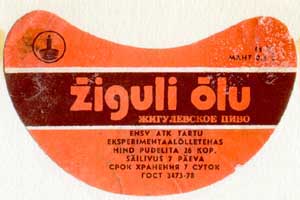 žiguli õlu
ЖИГУЛЕВСКОЕ ПИВО
ENSV ATK TARTU
EKSPERIMENTAALÕLLETEHAS
HIND PUDELITA 26 KOP.
SÄILIVUS 7 PÄEVA
СРОК ХРАНЕНИЯ 7 СУТОК
ГОСТ 3473-78